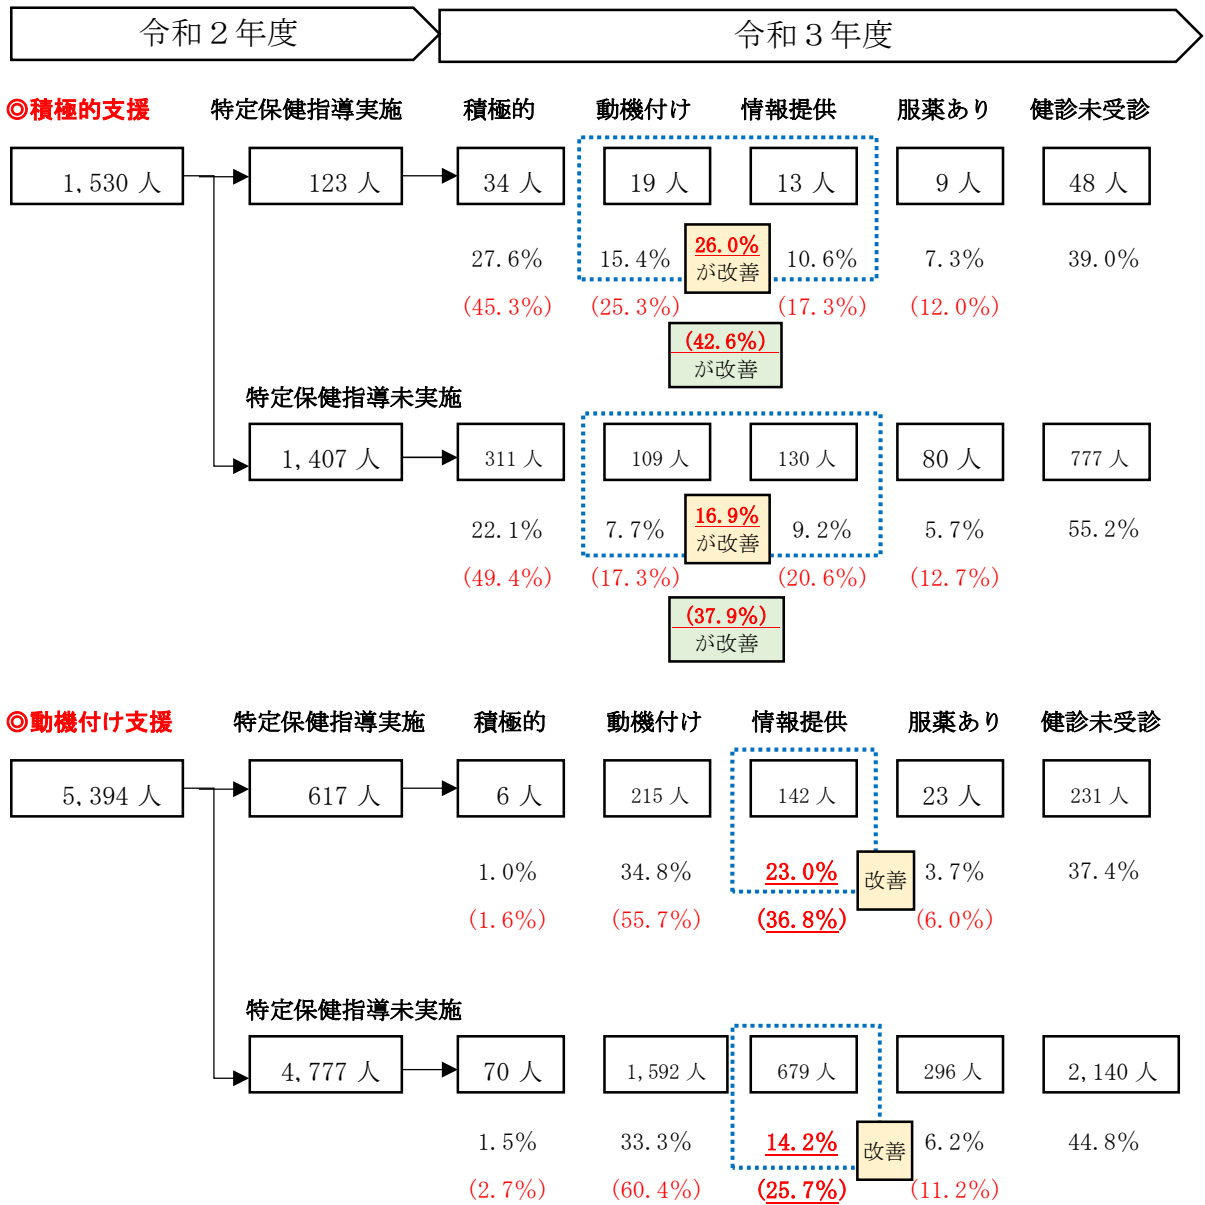 令和２年度
令和３年度
◎積極的支援 特定保健指導実施 積極的 動機付け 情報提供 服薬あり 健診未受診
1,530 人 123 人 34 人 19 人 13 人 9 人 48 人
27.6% 15.4% 26.0% 10.6% 7.3% 39.0%
が改善
(45.3%) (25.3%) (17.3%) (12.0%)
(42.6%)
が改善
特定保健指導未実施
1,407 人 311 人 109 人 130 人 80 人 777 人
22.1% 7.7% 16.9% 9.2% 5.7% 55.2%
が改善
(49.4%) (17.3%) (20.6%) (12.7%)
(37.9%)
が改善
◎動機付け支援 特定保健指導実施 積極的 動機付け 情報提供 服薬あり 健診未受診
5,394 人 617 人 6 人 215 人 142 人 23 人 231 人
1.0% 34.8% 23.0% 改善 3.7% 37.4%
(1.6%) (55.7%) (36.8%) (6.0%)
特定保健指導未実施
4,777 人 70 人 1,592 人 679 人 296 人 2,140 人
1.5% 33.3% 14.2% 改善 6.2% 44.8%
(2.7%) (60.4%) (25.7%) (11.2%)